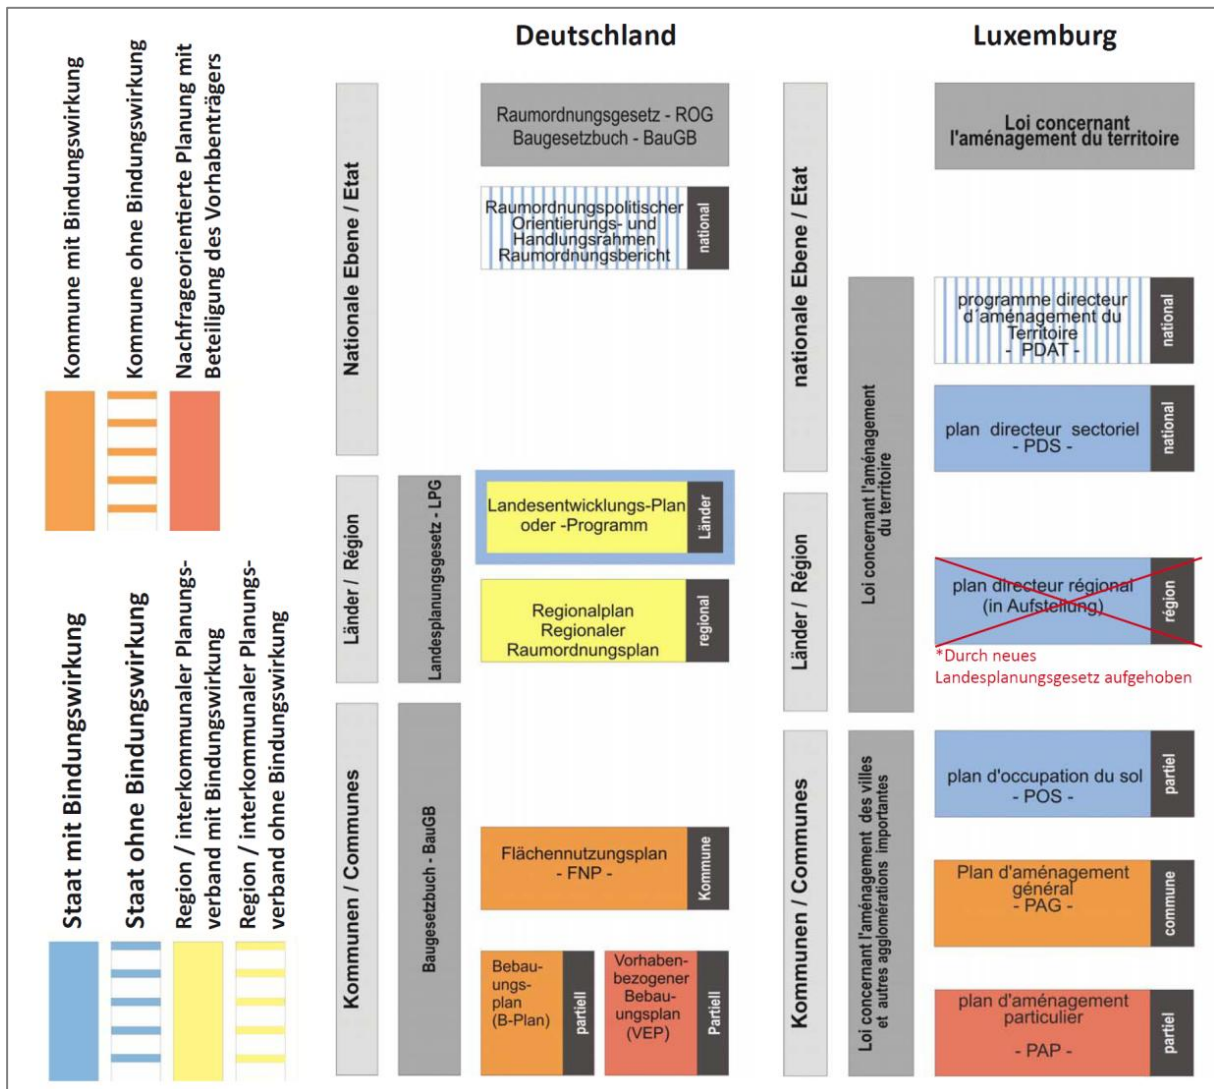 Kommune mit Bindungswirkung
Kommune ohne Bindungswirkung
Nachfrageorientierte Planung mit
Beteiligung des Vorhabenträgers
Staat mit Bindungswirkung
Staat ohne Bindungswirkung
Region / interkomunaler Planungs-
verband mit Bindungswirkung
Region / interkomunaler Planungs-
verband ohne Bindungswirkung
Deutschland
Nationale Ebene / Etat
Raumordnungsgesetz - ROG
Baugesetzbuch - BauGB
Raumordnungspolitischer
Orientierungs- und
Handlungsrahmen
Raumordnungsbericht
national
Länder / Région
Landesplanungsgesetz - LPG
Landesentwicklungs-Plan
oder -Programm
Länder
Regionalplan
Regionaler
Raumordnungsplan
regional
Kommunen / Communes
Baugesetzbuch - BauGB
Flächennutzungsplan
- FNP -
Kommune
Bebau-
ungs-
plan
(B-Plan)
partiell
Vorhaben-
bezogener
Bebau-
ungsplan
(VEP)
Partiell
Luxemburg
nationale Ebene / Etat
Loi concernant
l'aménagement du territoire
Loi concernant l'aménagement
du territoire
programme directeur
d´aménagement du
Territoire
- PDAT -
national
plan directeur sectoriel
- PDS -
national
Länder / Région
plan directeur régional
(in Aufstellung)
région
*Durch neues
Landesplanungsgesetz aufgehoben
Kommunen / Communes
Loi concernant l'aménagement des villes
et autres agglomérations importantes
plan d'occupation du sol
- POS -
partiel
Plan d'aménagement
général
- PAG -
commune
plan d'aménagement
particulier
- PAP -
partiel